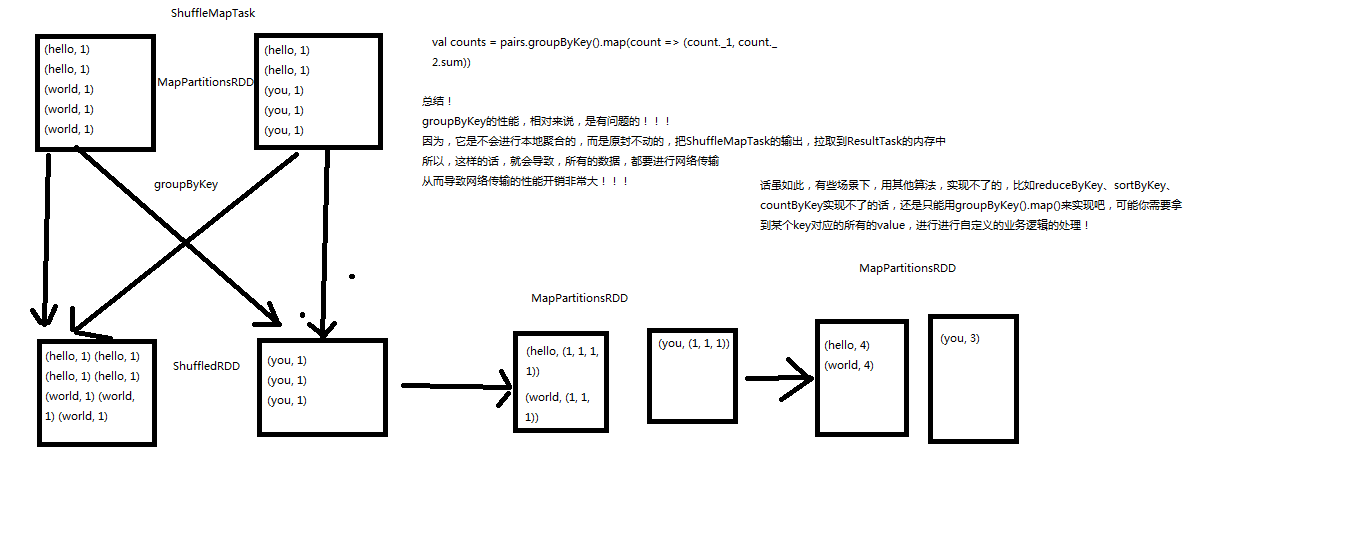 ShuffleMapTask
(hello, 1)
(hello, 1)
(world, 1)
(world, 1)
(world, 1)
MapPartitionsRDD
(hello, 1)
(hello, 1)
(you, 1)
(you, 1)
(you, 1)
groupByKey
(hello, 1) (hello, 1)
(hello, 1) (hello, 1)
(world, 1) (world,
1) (world, 1)
ShuffledRDD
(you, 1)
(you, 1)
(you, 1)
val counts = pairs.groupByKey().map(count => (count._1, count._
2.sum))
总结！
groupByKey的性能，相对来说，是有问题的！！！
因为，它是不会进行本地聚合的，而是原封不动的，把ShuffleMapTask的输出，拉取到ResultTask的内存中
所以，这样的话，就会导致，所有的数据，都要进行网络传输
从而导致网络传输的性能开销非常大！！！
话虽如此，有些场景下，用其他算法，实现不了的，比如reduceByKey、sortByKey、
countByKey实现不了的话，还是只能用groupByKey().map()来实现吧，可能你需要拿
到某个key对应的所有的value，进行进行自定义的业务逻辑的处理！
MapPartitionsRDD
(hello, (1, 1, 1,
1))
(world, (1, 1,
1))
(you, (1, 1, 1))
MapPartitionsRDD
(hello, 4)
(world, 4)
(you, 3)